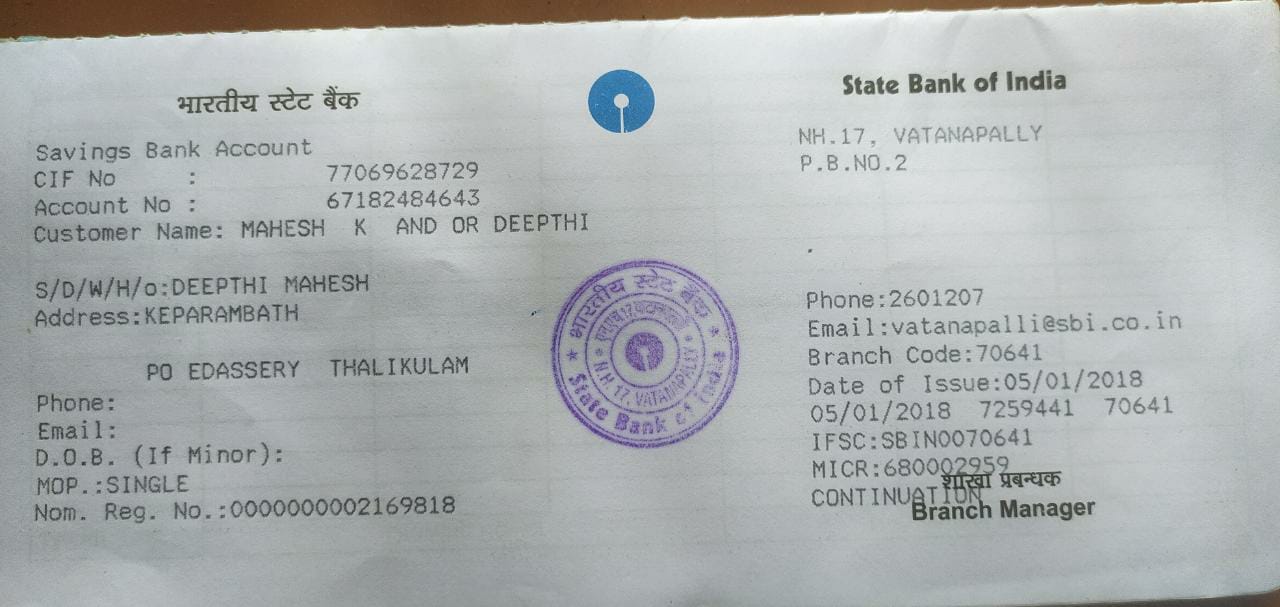 भारतीय स्टेट बैंक
State Bank of India
Savings Bank Account
CIF No : 77069628729
Account No : 67182484643
Customer Name: MAHESH K AND OR DEEPTHI
S/D/W/H/o:DEEPTHI MAHESH
Address:KEPARAMBATH
PO EDASSERY THALIKULAM
Phone:
Email:
D.O.B. (If Minor):
MOP.:SINGLE
Nom. Reg. No.:0000000002169818
भारतीय स्टेट बैंक
N.H. 17, VATANAPALLY
State Bank of India
NH.17, VATANAPALLY
P.B.NO.2
Phone:2601207
Email:vatanapalli@sbi.co.in
Branch Code:70641
Date of Issue:05/01/2018
05/01/2018 7259441 70641
IFSC:SBIN0070641
MICR:680002959
CONTINUATION
शाखा प्रबन्धक
Branch Manager